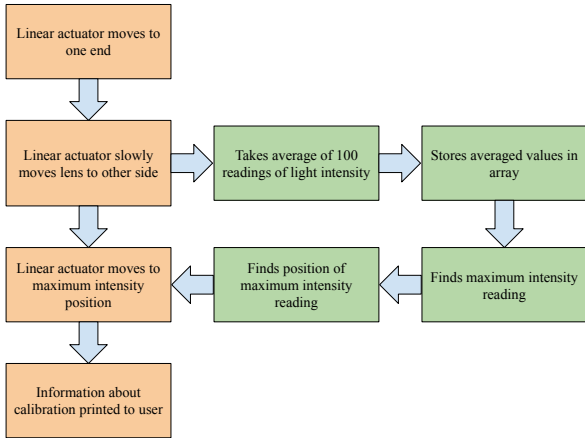 Linear actuator moves to
one end
Linear actuator slowly
moves lens to other side
Takes average of 100
readings of light intensity
Stores averaged values in
array
Linear actuator moves to
maximum intensity
position
Finds position of
maximum intensity
reading
Finds maximum intensity
reading
Information about
calibration printed to user